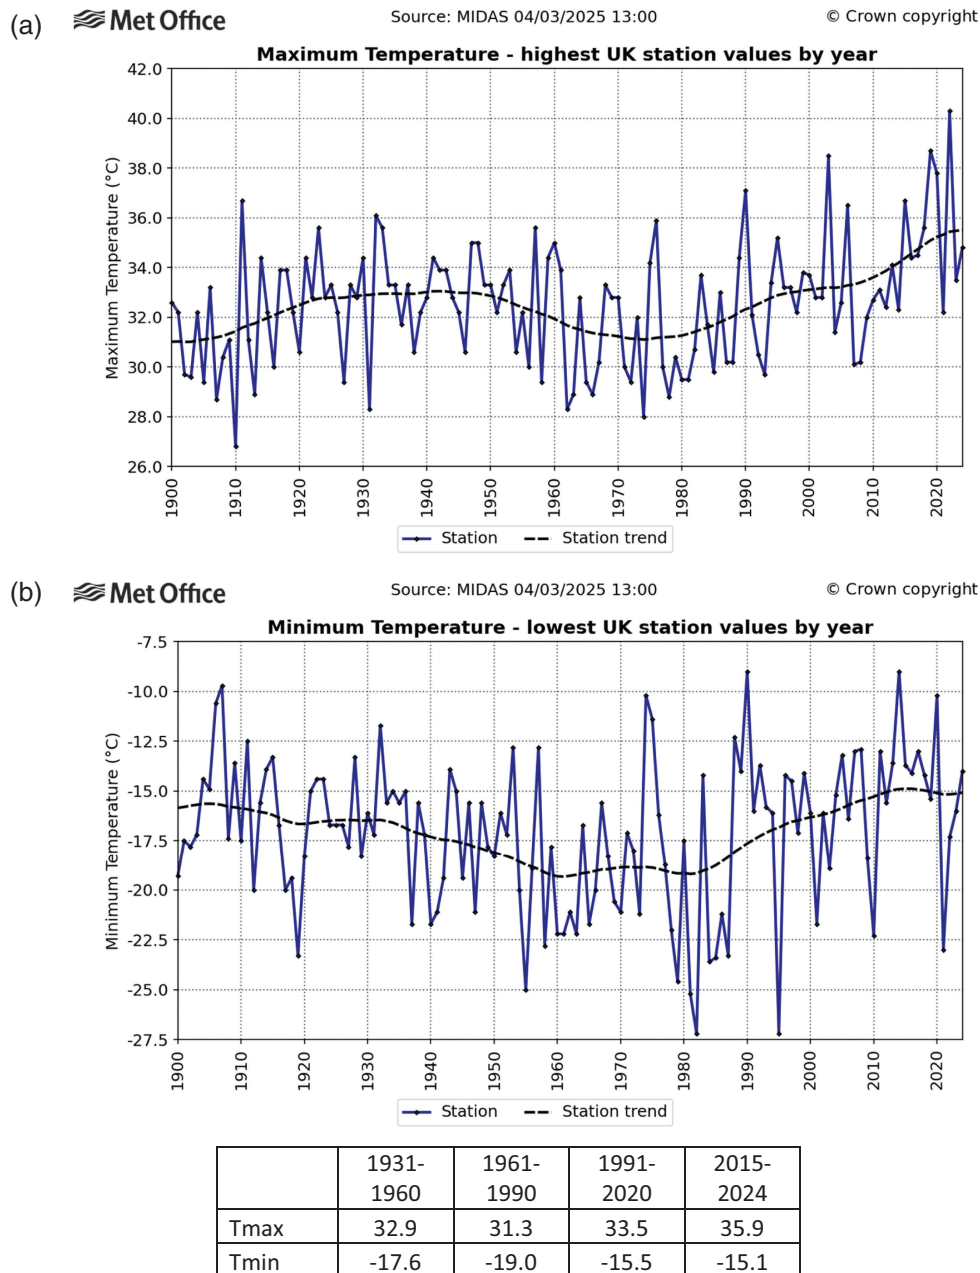 (a)
Met Office
Source: MIDAS 04/03/2025 13:00
© Crown copyright
Maximum Temperature - highest UK station values by year
Maximum Temperature (°C)
42.0
40.0
38.0
36.0
34.0
32.0
30.0
28.0
26.0
1900 1910 1920 1930 1940 1950 1960 1970 1980 1990 2000 2010 2020
Station Station trend
(b)
Met Office
Source: MIDAS 04/03/2025 13:00
© Crown copyright
Minimum Temperature - lowest UK station values by year
Minimum Temperature (°C)
-7.5
-10.0
-12.5
-15.0
-17.5
-20.0
-22.5
-25.0
-27.5
1900 1910 1920 1930 1940 1950 1960 1970 1980 1990 2000 2010 2020
Station Station trend
1931- 1961- 1991- 2015-
1960 1990 2020 2024
Tmax 32.9 31.3 33.5 35.9
Tmin -17.6 -19.0 -15.5 -15.1